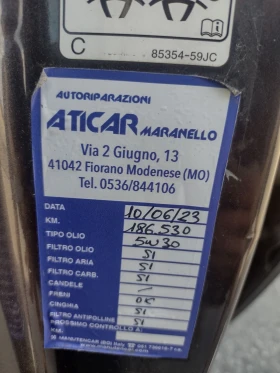 C
85354-59JC
AUTORIPARAZIONI
ATICAR MARANELLO
Via 2 Giugno, 13
41042 Fiorano Modenese (MO)
Tel. 0536/844106
DATA 10/06/23
KM. 186.530
TIPO OLIO 5W30
FILTRO OLIO SI
FILTRO ARIA SI
FILTRO CARB. SI
CANDELE /
FRENI OK
CINGHIA SI
FILTRO ANTIPOLLINE SI
PROSSIMO CONTROLLO